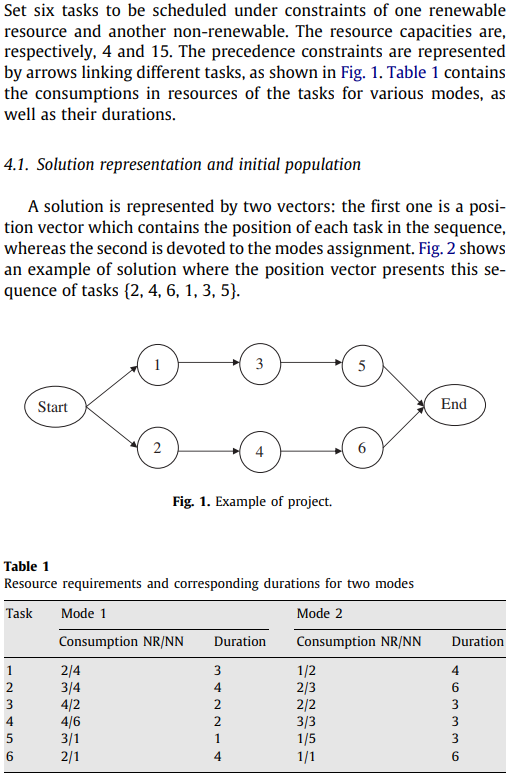 Set six tasks to be scheduled under constraints of one renewable
resource and another non-renewable. The resource capacities are,
respectively, 4 and 15. The precedence constraints are represented
by arrows linking different tasks, as shown in Fig. 1. Table 1 contains
the consumptions in resources of the tasks for various modes, as
well as their durations.
4.1. Solution representation and initial population
A solution is represented by two vectors: the first one is a posi-
tion vector which contains the position of each task in the sequence,
whereas the second is devoted to the modes assignment. Fig. 2 shows
an example of solution where the position vector presents this se-
quence of tasks {2, 4, 6, 1, 3, 5}.
1 3 5
Start End
2 4 6
Fig. 1. Example of project.
Table 1
Resource requirements and corresponding durations for two modes
Task Mode 1 Mode 2
Consumption NR/NN Duration Consumption NR/NN Duration
1 2/4 3 1/2 4
2 3/4 4 2/3 6
3 4/2 2 2/2 3
4 4/6 2 3/3 3
5 3/1 1 1/5 3
6 2/1 4 1/1 6